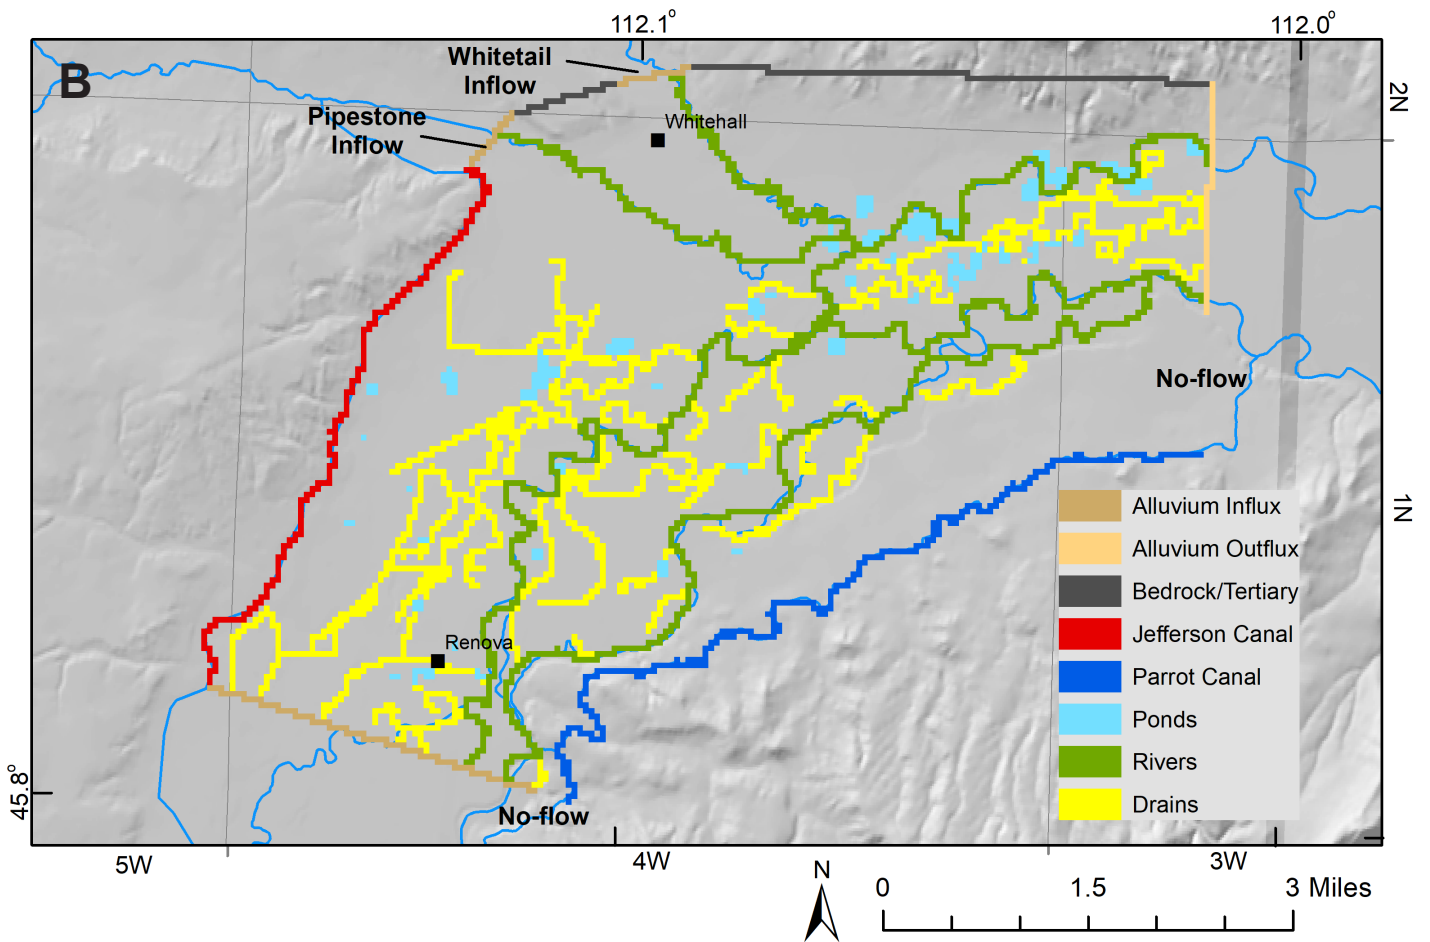 112.1°
112.0°
B
Whitetail
Inflow
2N
Pipestone
Inflow
Whitehall
No-flow
1N
Alluvium Influx
Alluvium Outflux
Bedrock/Tertiary
Jefferson Canal
Parrot Canal
Ponds
Rivers
Drains
Renova
45.8°
No-flow
5W
4W
3W
N
0
1.5
3 Miles